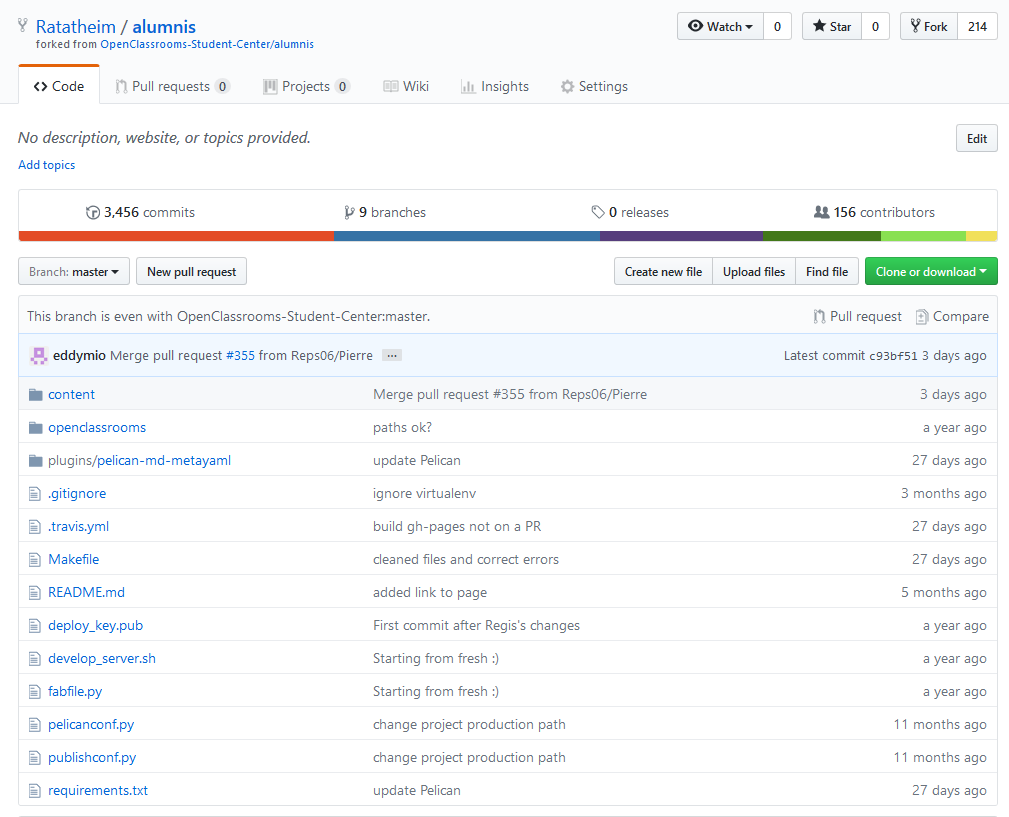 Ratatheim / alumnis
forked from OpenClassrooms-Student-Center/alumnis
Watch 0 Star 0 Fork 214
Code Pull requests 0 Projects 0 Wiki Insights Settings
No description, website, or topics provided. Edit
Add topics
3,456 commits 9 branches 0 releases 156 contributors
Branch: master New pull request Create new file Upload files Find file Clone or download
This branch is even with OpenClassrooms-Student-Center:master. Pull request Compare
eddymio Merge pull request #355 from Reps06/Pierre ... Latest commit c93bf51 3 days ago
content Merge pull request #355 from Reps06/Pierre 3 days ago
openclassrooms paths ok? a year ago
plugins/pelican-md-metayaml update Pelican 27 days ago
.gitignore ignore virtualenv 3 months ago
.travis.yml build gh-pages not on a PR 27 days ago
Makefile cleaned files and correct errors 27 days ago
README.md added link to page 5 months ago
deploy_key.pub First commit after Regis's changes a year ago
develop_server.sh Starting from fresh :) a year ago
fabfile.py Starting from fresh :) a year ago
pelicanconf.py change project production path 11 months ago
publishconf.py change project production path 11 months ago
requirements.txt update Pelican 27 days ago